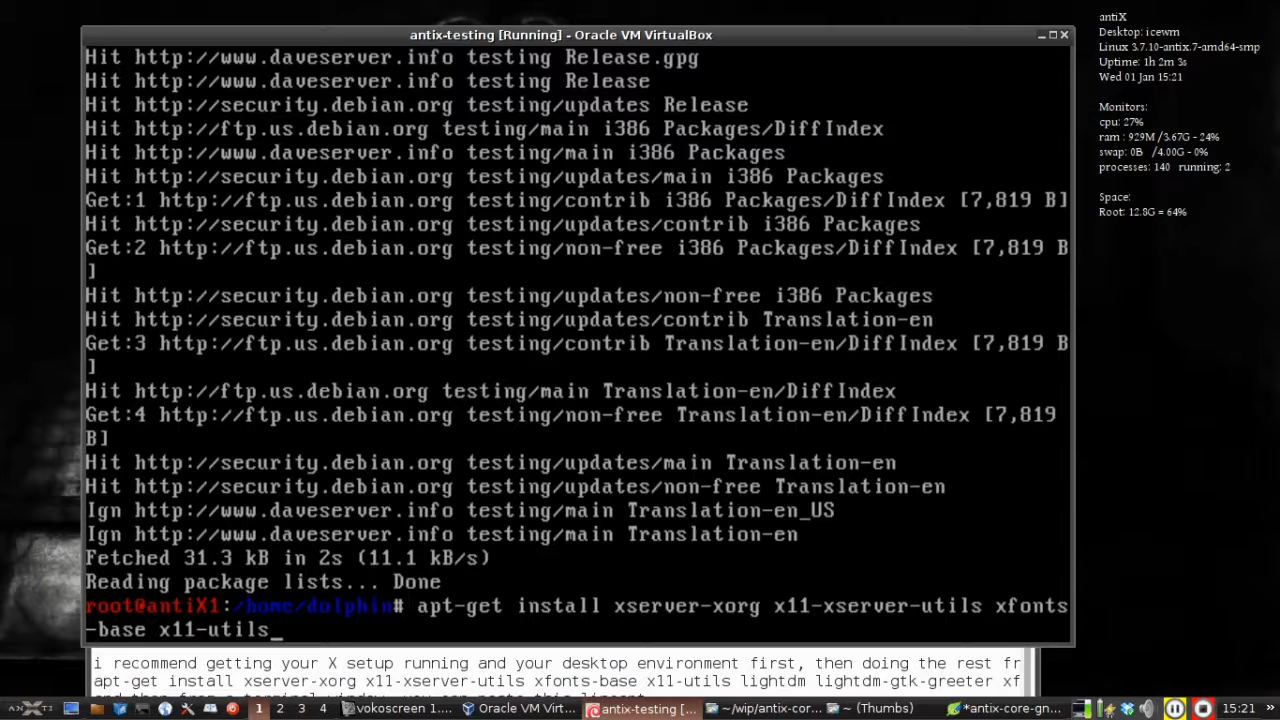 antix-testing [Running] - Oracle VM VirtualBox
Hit http://www.daveserver.info testing Release.gpg
Hit http://www.daveserver.info testing Release
Hit http://security.debian.org testing/updates Release
Hit http://ftp.us.debian.org testing/main i386 Packages/DiffIndex
Hit http://www.daveserver.info testing/main i386 Packages
Hit http://security.debian.org testing/updates/main i386 Packages
Get:1 http://ftp.us.debian.org testing/contrib i386 Packages/DiffIndex [7,819 B]
Hit http://security.debian.org testing/updates/contrib i386 Packages
Get:2 http://ftp.us.debian.org testing/non-free i386 Packages/DiffIndex [7,819 B
]
Hit http://security.debian.org testing/updates/non-free i386 Packages
Hit http://security.debian.org testing/updates/contrib Translation-en
Get:3 http://ftp.us.debian.org testing/contrib Translation-en/DiffIndex [7,819 B
]
Hit http://ftp.us.debian.org testing/main Translation-en/DiffIndex
Get:4 http://ftp.us.debian.org testing/non-free Translation-en/DiffIndex [7,819
B]
Hit http://security.debian.org testing/updates/main Translation-en
Hit http://security.debian.org testing/updates/non-free Translation-en
Ign http://www.daveserver.info testing/main Translation-en_US
Ign http://www.daveserver.info testing/main Translation-en
Fetched 31.3 kB in 2s (11.1 kB/s)
Reading package lists... Done
root@antiX1:/home/dolphin# apt-get install xserver-xorg x11-xserver-utils xfonts
-base x11-utils_
i recommend getting your X setup running and your desktop environment first, then doing the rest fr
apt-get install xserver-xorg x11-xserver-utils xfonts-base x11-utils lightdm lightdm-gtk-greeter xf
antiX
Desktop: icewm
Linux 3.7.10-antix.7-amd64-smp
Uptime: 1h 2m 3s
Wed 01 Jan 15:21
Monitors:
cpu: 27%
ram : 929M /3.67G - 24%
swap: 0B /4.00G - 0%
processes: 140 running: 2
Space:
Root: 12.8G = 64%
ANTIX
1 2 3 4
vokoscreen 1....
Oracle VM Virt...
antix-testing [...
~/wip/antix-cor...
~ (Thumbs)
*antix-core-gn...
15:21 »